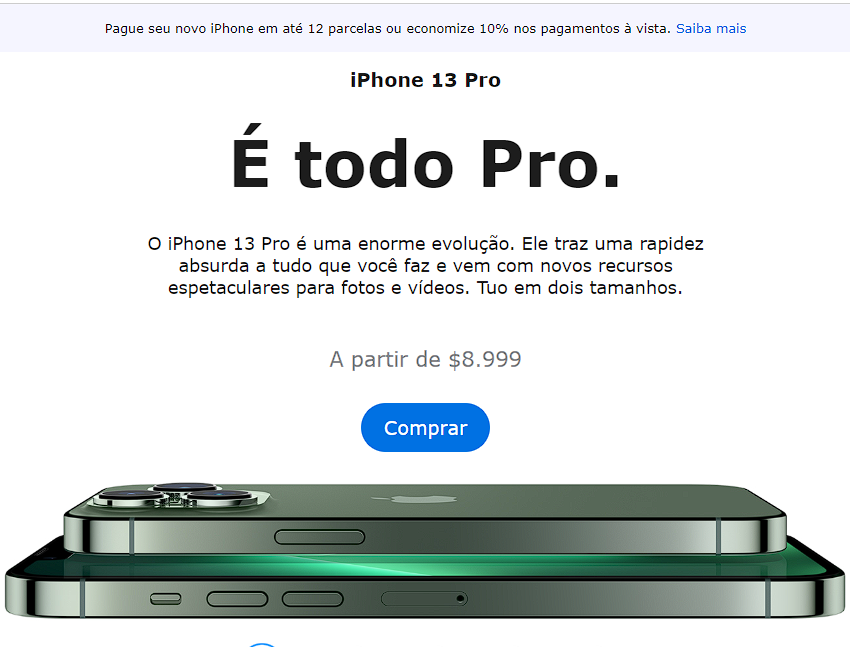 Pague seu novo iPhone em até 12 parcelas ou economize 10% nos pagamentos à vista. Saiba mais
iPhone 13 Pro
É todo Pro.
O iPhone 13 Pro é uma enorme evolução. Ele traz uma rapidez
absurda a tudo que você faz e vem com novos recursos
espetaculares para fotos e vídeos. Tuo em dois tamanhos.
A partir de $8.999
Comprar